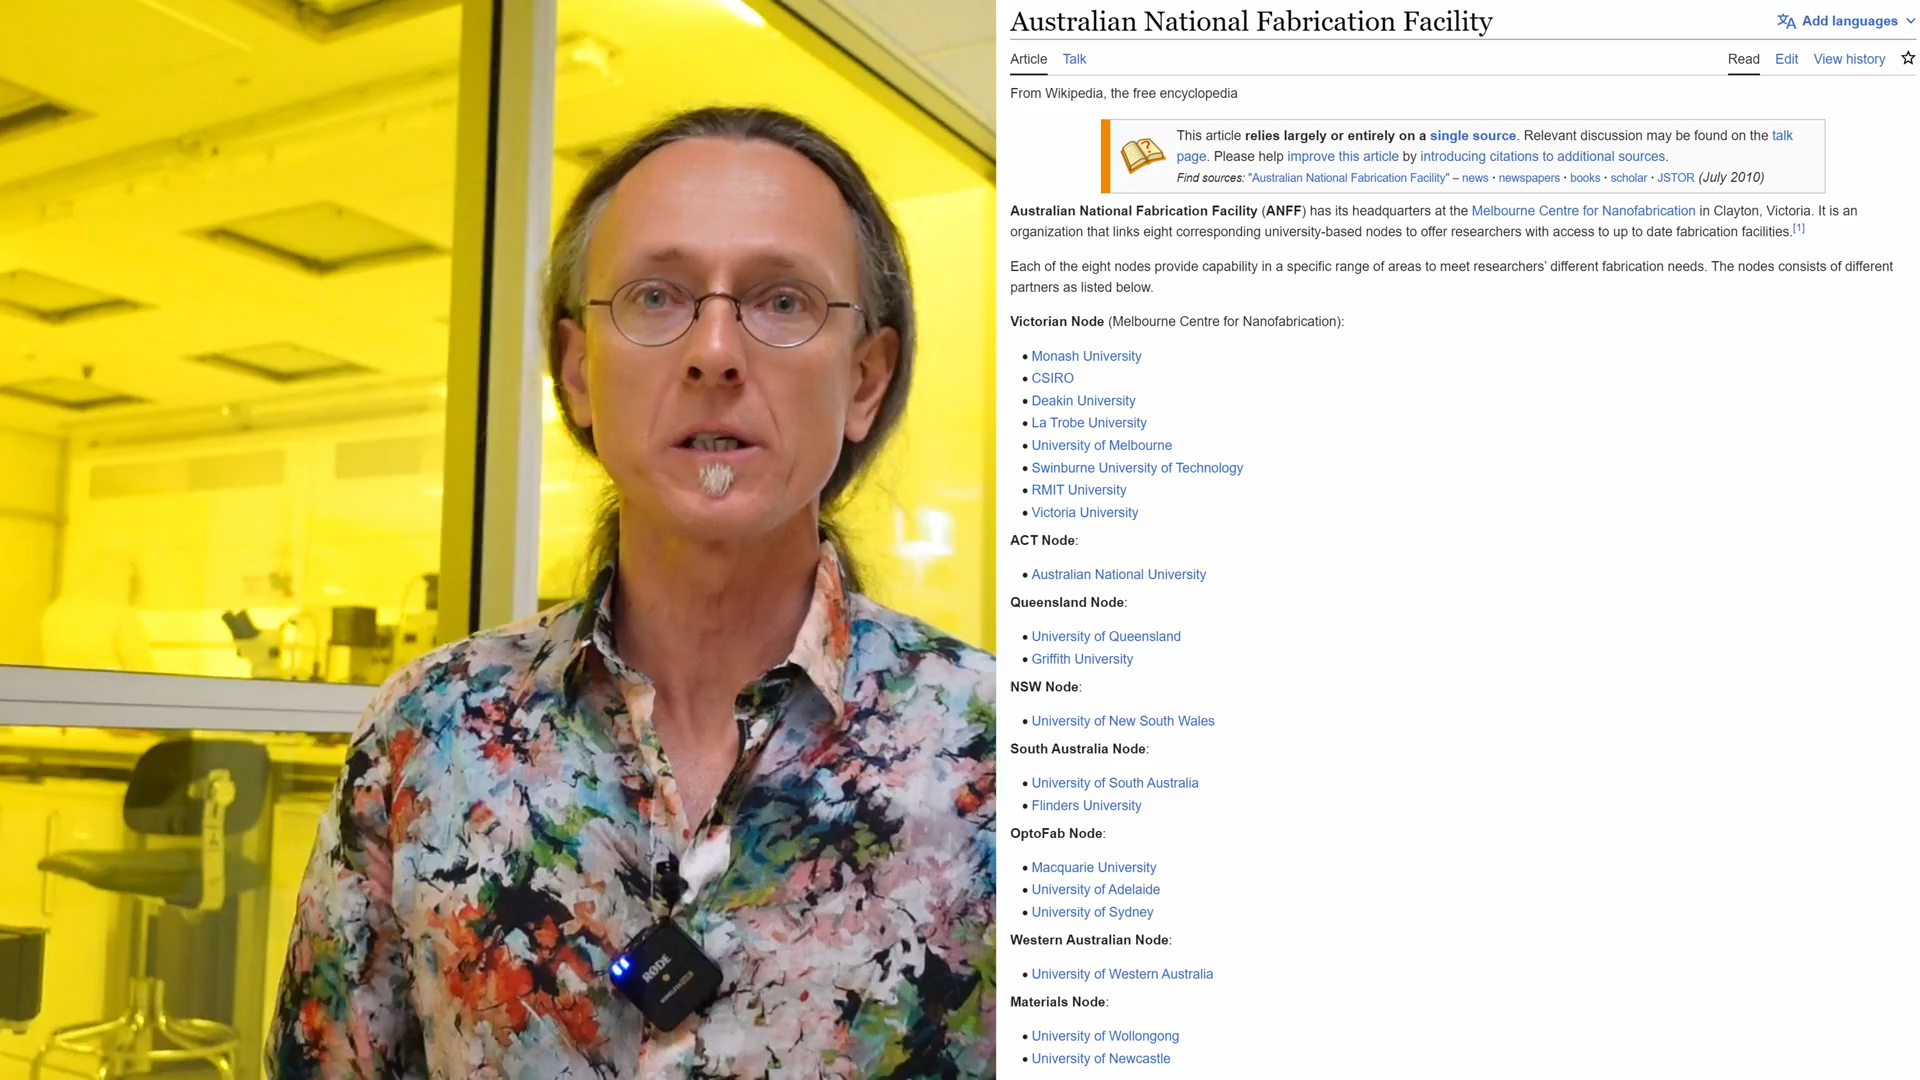 Australian National Fabrication Facility
Add languages
Article Talk
Read Edit View history
From Wikipedia, the free encyclopedia
This article relies largely or entirely on a single source. Relevant discussion may be found on the talk
page. Please help improve this article by introducing citations to additional sources.
Find sources: "Australian National Fabrication Facility" – news · newspapers · books · scholar · JSTOR (July 2010)
Australian National Fabrication Facility (ANFF) has its headquarters at the Melbourne Centre for Nanofabrication in Clayton, Victoria. It is an
organization that links eight corresponding university-based nodes to offer researchers with access to up to date fabrication facilities.[1]
Each of the eight nodes provide capability in a specific range of areas to meet researchers' different fabrication needs. The nodes consists of different
partners as listed below.
Victorian Node (Melbourne Centre for Nanofabrication):
• Monash University
• CSIRO
• Deakin University
• La Trobe University
• University of Melbourne
• Swinburne University of Technology
• RMIT University
• Victoria University
ACT Node:
• Australian National University
Queensland Node:
• University of Queensland
• Griffith University
NSW Node:
• University of New South Wales
South Australia Node:
• University of South Australia
• Flinders University
OptoFab Node:
• Macquarie University
• University of Adelaide
• University of Sydney
Western Australian Node:
• University of Western Australia
Materials Node:
• University of Wollongong
• University of Newcastle
RØDE